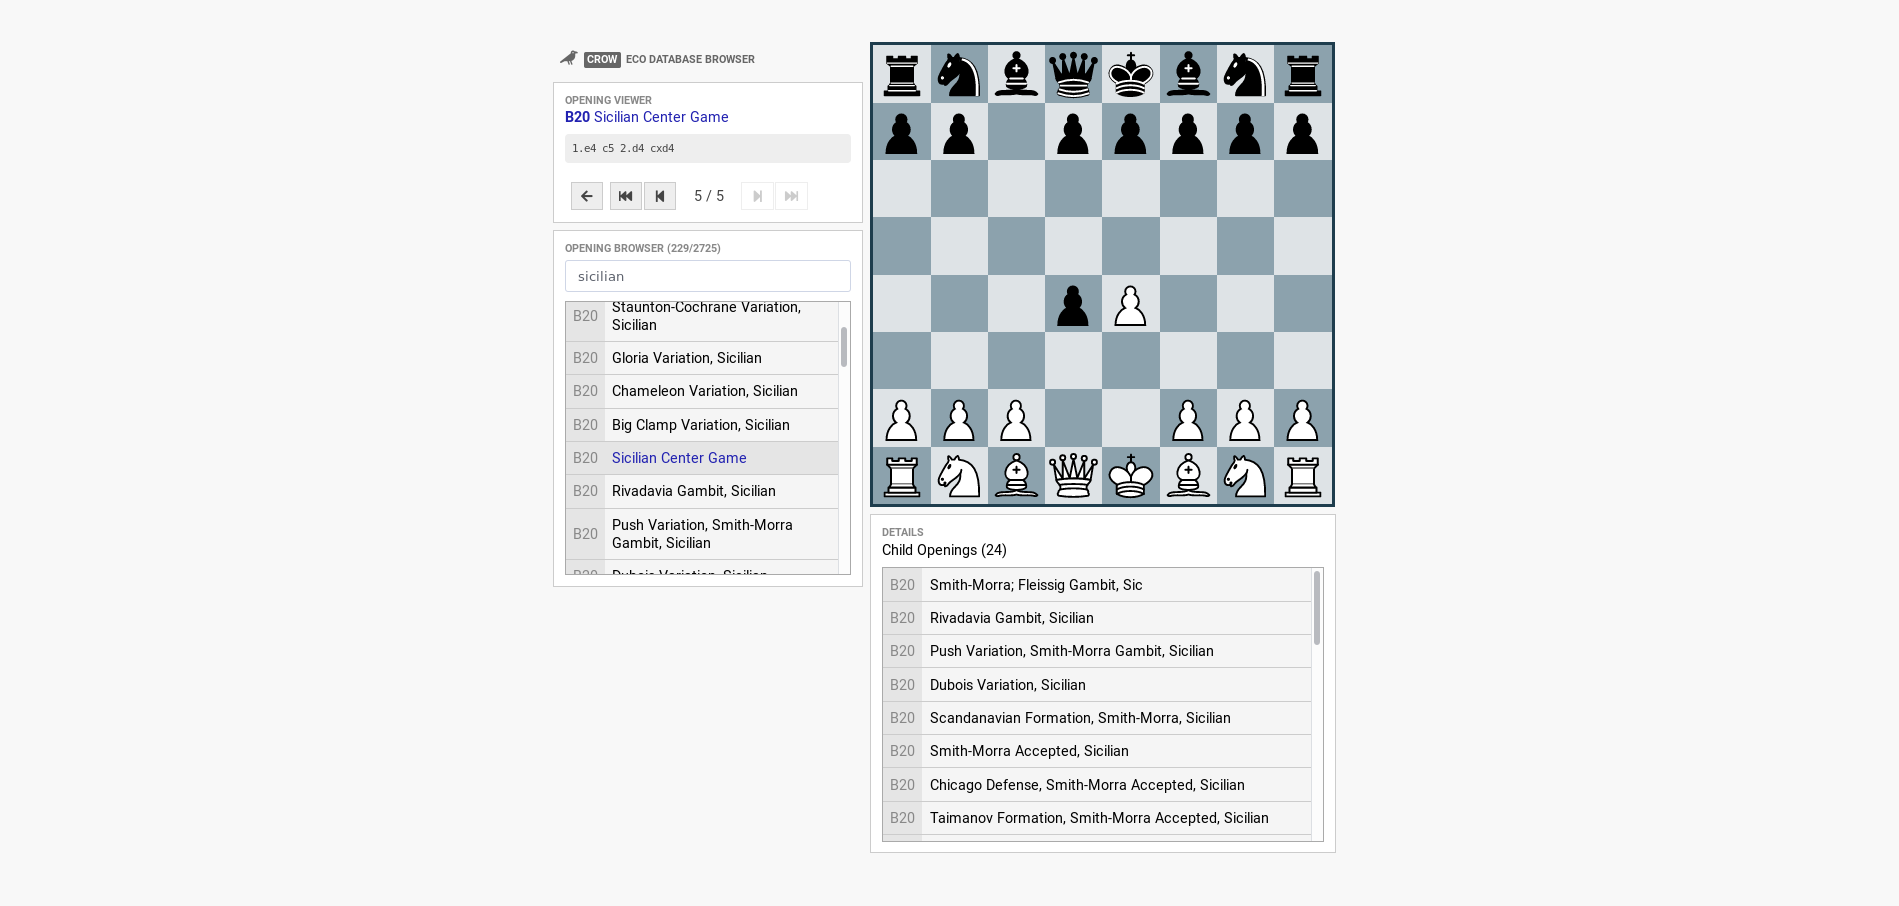 CROW ECO DATABASE BROWSER
OPENING VIEWER
B20 Sicilian Center Game
1.e4 c5 2.d4 cxd4
5 / 5
OPENING BROWSER (229/2725)
sicilian
B20 Staunton-Cochrane Variation,
Sicilian
B20 Gloria Variation, Sicilian
B20 Chameleon Variation, Sicilian
B20 Big Clamp Variation, Sicilian
B20 Sicilian Center Game
B20 Rivadavia Gambit, Sicilian
B20 Push Variation, Smith-Morra
Gambit, Sicilian
B20 Dubois Variation, Sicilian
DETAILS
Child Openings (24)
B20 Smith-Morra; Fleissig Gambit, Sic
B20 Rivadavia Gambit, Sicilian
B20 Push Variation, Smith-Morra Gambit, Sicilian
B20 Dubois Variation, Sicilian
B20 Scandanavian Formation, Smith-Morra, Sicilian
B20 Smith-Morra Accepted, Sicilian
B20 Chicago Defense, Smith-Morra Accepted, Sicilian
B20 Taimanov Formation, Smith-Morra Accepted, Sicilian